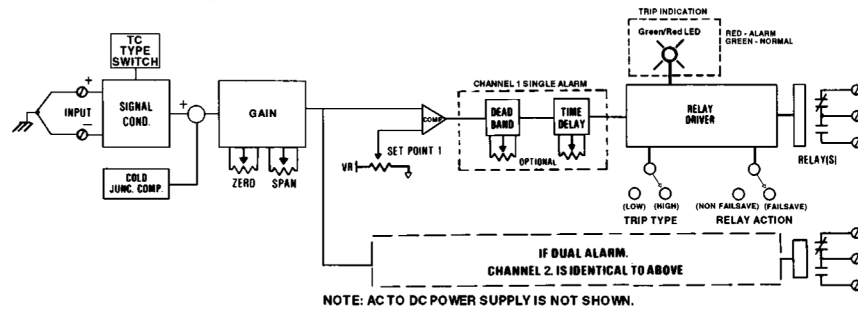 TRIP INDICATION
Green/Red LED
RED - ALARM
GREEN - NORMAL
TC
TYPE
SWITCH
+
INPUT
–
SIGNAL
COND.
+
COLD
JUNC. COMP.
GAIN
ZERO
SPAN
COMP
VR
SET POINT 1
CHANNEL 1 SINGLE ALARM
DEAD
BAND
TIME
DELAY
OPTIONAL
RELAY
DRIVER
RELAY(S)
(LOW) (HIGH)
TRIP TYPE
(NON FAILSAVE) (FAILSAVE)
RELAY ACTION
IF DUAL ALARM.
CHANNEL 2. IS IDENTICAL TO ABOVE
NOTE: AC TO DC POWER SUPPLY IS NOT SHOWN.